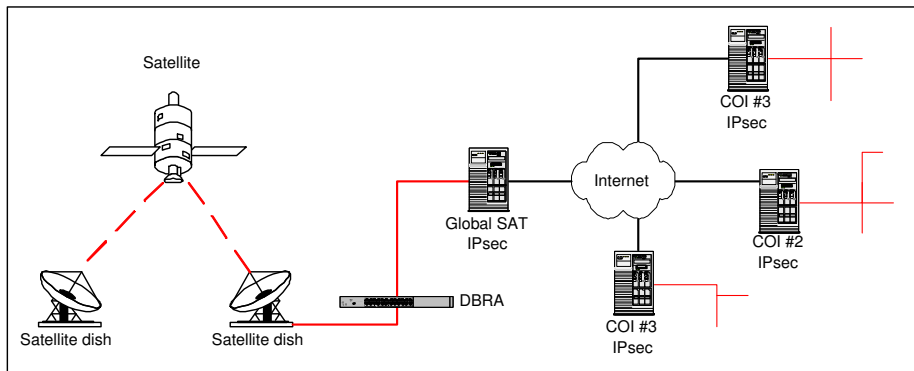 Satellite
COI #3
IPsec
Internet
Global SAT
IPsec
COI #2
IPsec
DBRA
Satellite dish
Satellite dish
COI #3
IPsec